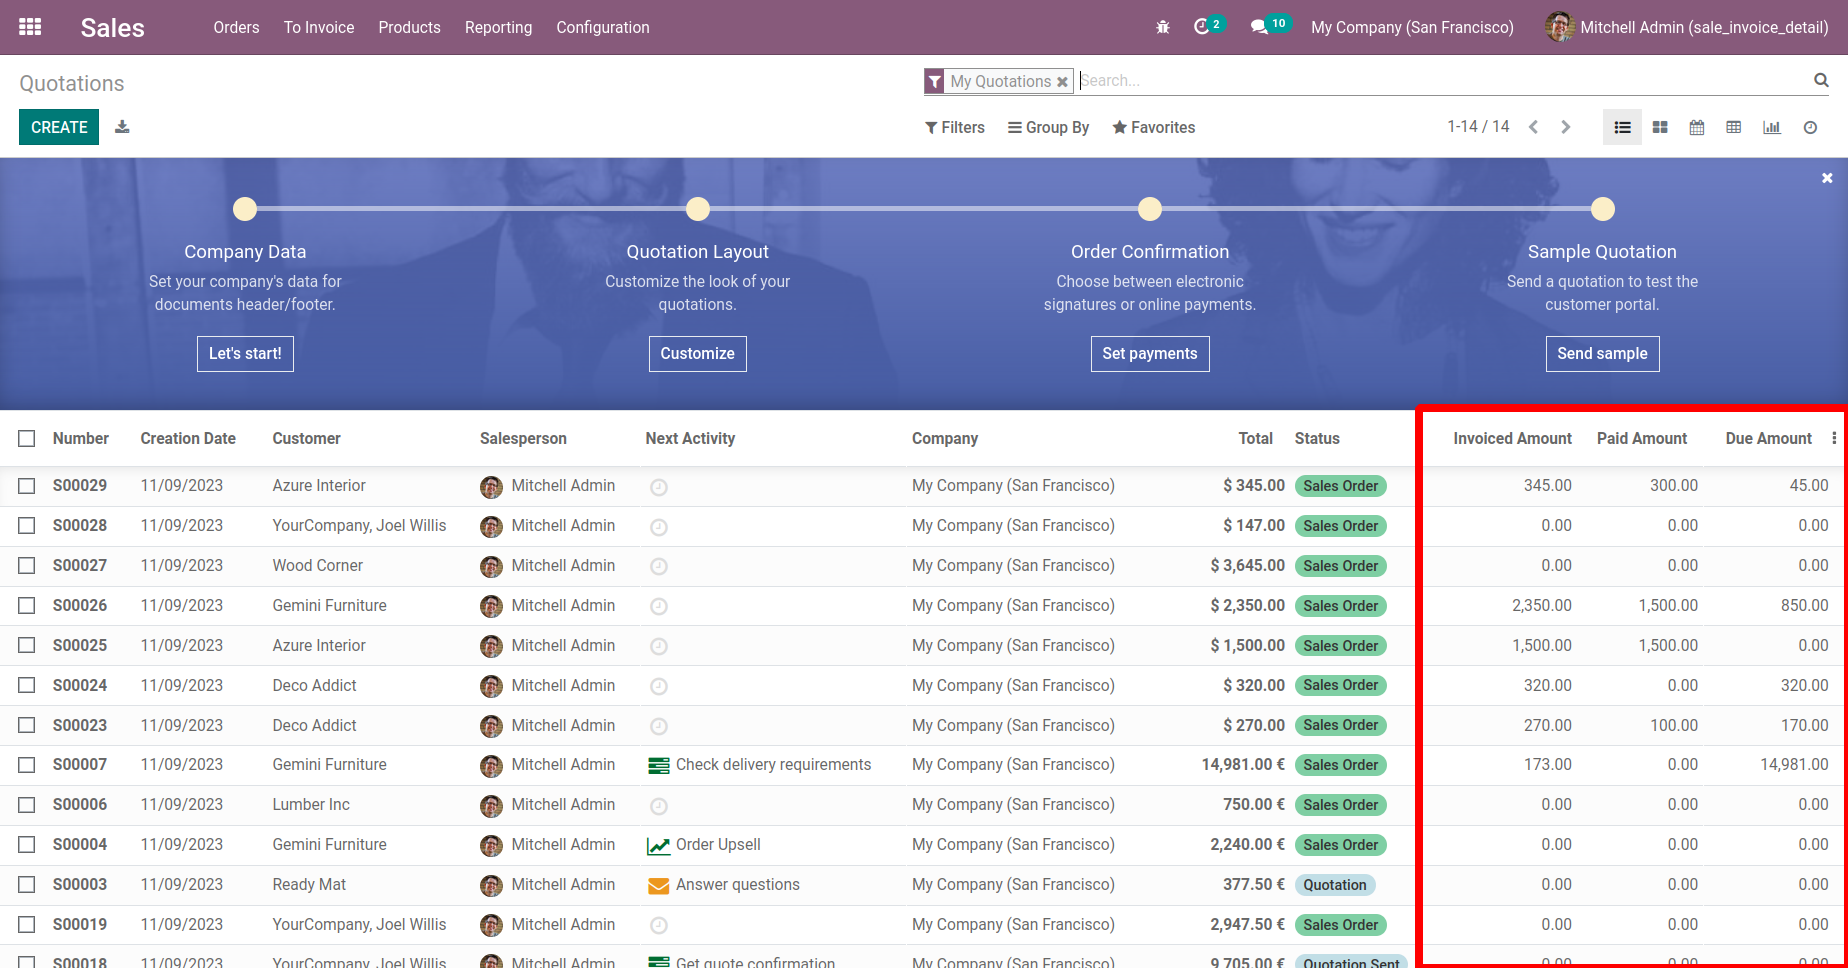 Sales Orders To Invoice Products Reporting Configuration 2 10 My Company (San Francisco) Mitchell Admin (sale_invoice_detail)
Quotations
My Quotations Search...
CREATE
Filters Group By Favorites 1-14 / 14
Company Data
Set your company's data for
documents header/footer.
Let's start!
Quotation Layout
Customize the look of your
quotations.
Customize
Order Confirmation
Choose between electronic
signatures or online payments.
Set payments
Sample Quotation
Send a quotation to test the
customer portal.
Send sample
Number Creation Date Customer Salesperson Next Activity Company Total Status Invoiced Amount Paid Amount Due Amount
S00029 11/09/2023 Azure Interior Mitchell Admin My Company (San Francisco) $ 345.00 Sales Order 345.00 300.00 45.00
S00028 11/09/2023 YourCompany, Joel Willis Mitchell Admin My Company (San Francisco) $ 147.00 Sales Order 0.00 0.00 0.00
S00027 11/09/2023 Wood Corner Mitchell Admin My Company (San Francisco) $ 3,645.00 Sales Order 0.00 0.00 0.00
S00026 11/09/2023 Gemini Furniture Mitchell Admin My Company (San Francisco) $ 2,350.00 Sales Order 2,350.00 1,500.00 850.00
S00025 11/09/2023 Azure Interior Mitchell Admin My Company (San Francisco) $ 1,500.00 Sales Order 1,500.00 1,500.00 0.00
S00024 11/09/2023 Deco Addict Mitchell Admin My Company (San Francisco) $ 320.00 Sales Order 320.00 0.00 320.00
S00023 11/09/2023 Deco Addict Mitchell Admin My Company (San Francisco) $ 270.00 Sales Order 270.00 100.00 170.00
S00007 11/09/2023 Gemini Furniture Mitchell Admin Check delivery requirements My Company (San Francisco) 14,981.00 € Sales Order 173.00 0.00 14,981.00
S00006 11/09/2023 Lumber Inc Mitchell Admin My Company (San Francisco) 750.00 € Sales Order 0.00 0.00 0.00
S00004 11/09/2023 Gemini Furniture Mitchell Admin Order Upsell My Company (San Francisco) 2,240.00 € Sales Order 0.00 0.00 0.00
S00003 11/09/2023 Ready Mat Mitchell Admin Answer questions My Company (San Francisco) 377.50 € Quotation 0.00 0.00 0.00
S00019 11/09/2023 YourCompany, Joel Willis Mitchell Admin My Company (San Francisco) 2,947.50 € Sales Order 0.00 0.00 0.00
S00018 11/09/2023 YourCompany, Joel Willis Mitchell Admin Get quote confirmation My Company (San Francisco) 9,705.00 € Quotation Sent 0.00 0.00 0.00